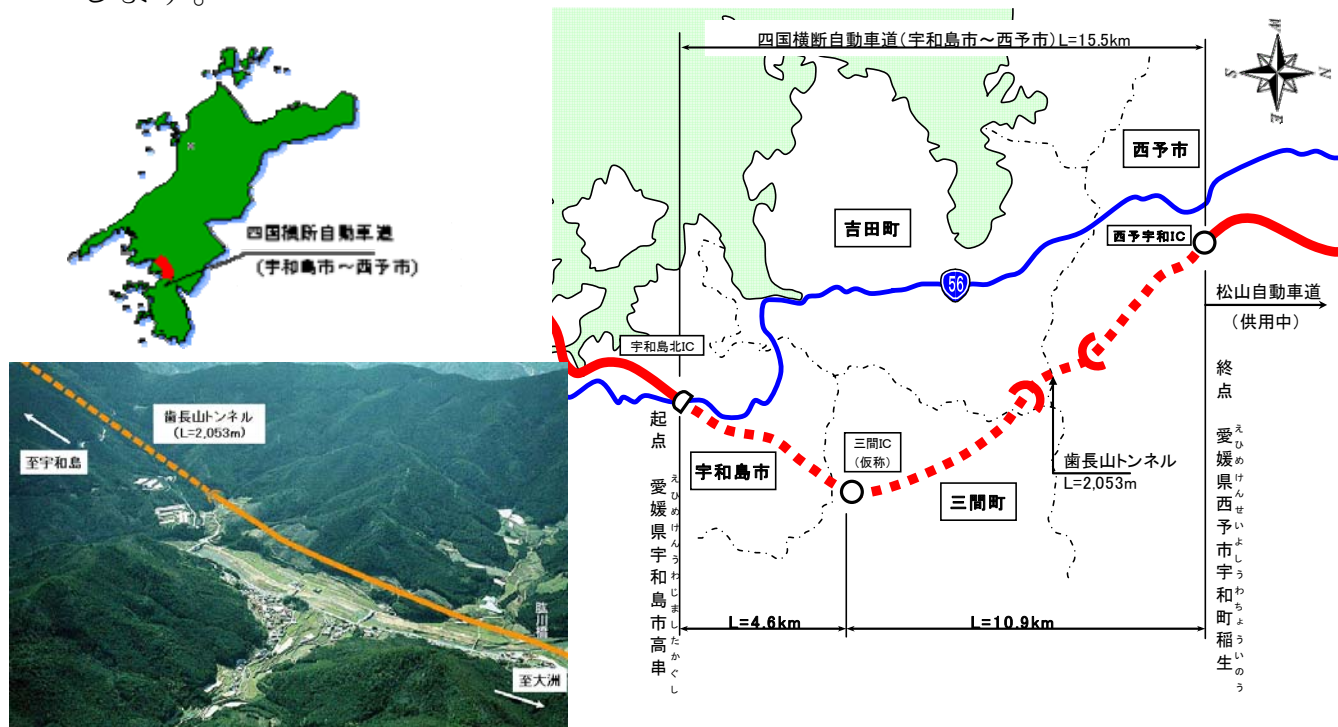 します。
四国横断自動車道(宇和島市～西予市)L=15.5km
W
S
N
E
西予市
吉田町
西予宇和IC
56
四国横断自動車道
(宇和島市～西予市)
松山自動車道
(供用中)
宇和島北IC
歯長山トンネル
(L=2,053m)
至宇和島
肱川橋
至大洲
起点 愛媛県宇和島市高串
えひめけんうわじましたかぐし
宇和島市
三間IC
(仮称)
三間町
歯長山トンネル
L=2,053m
終点 愛媛県西予市宇和町稲生
えひめけんせいよしうわちょういのう
L=4.6km
L=10.9km